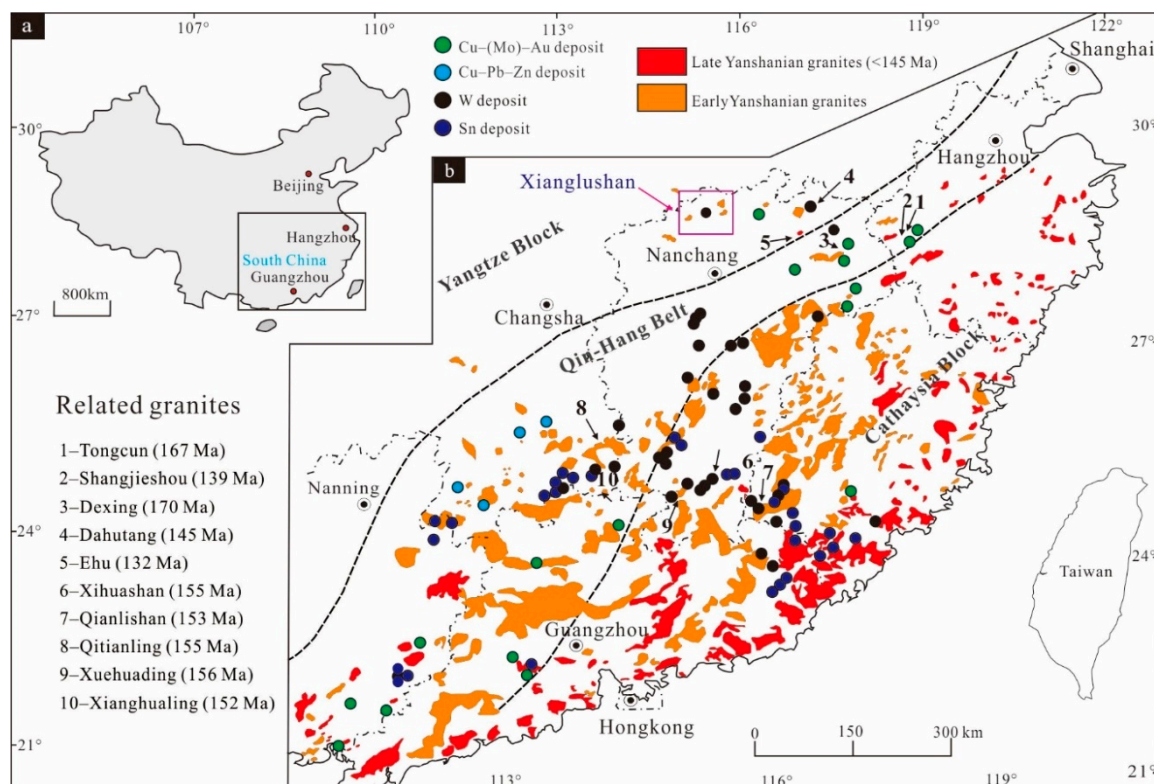 a
107°
110°
113°
116°
119°
122°
Cu–(Mo)–Au deposit
Cu–Pb–Zn deposit
W deposit
Sn deposit
Late Yanshanian granites (<145 Ma)
Early Yanshanian granites
Shanghai
30°
30°
Beijing
Hangzhou
South China
Guangzhou
800km
b
Hangzhou
Xianglushan
4
21
5
3
Nanchang
Yangtze Block
27°
Changsha
Qin-Hang Belt
27°
Cathaysia Block
Related granites
1–Tongcun (167 Ma)
2–Shangjieshou (139 Ma)
3–Dexing (170 Ma)
4–Dahutang (145 Ma)
5–Ehu (132 Ma)
6–Xihuashan (155 Ma)
7–Qianlishan (153 Ma)
8–Qitianling (155 Ma)
9–Xuehuading (156 Ma)
10–Xianghualing (152 Ma)
8
10
6
7
9
Nanning
24°
24°
Taiwan
Guangzhou
Hongkong
0 150 300 km
21°
21°
113°
116°
119°